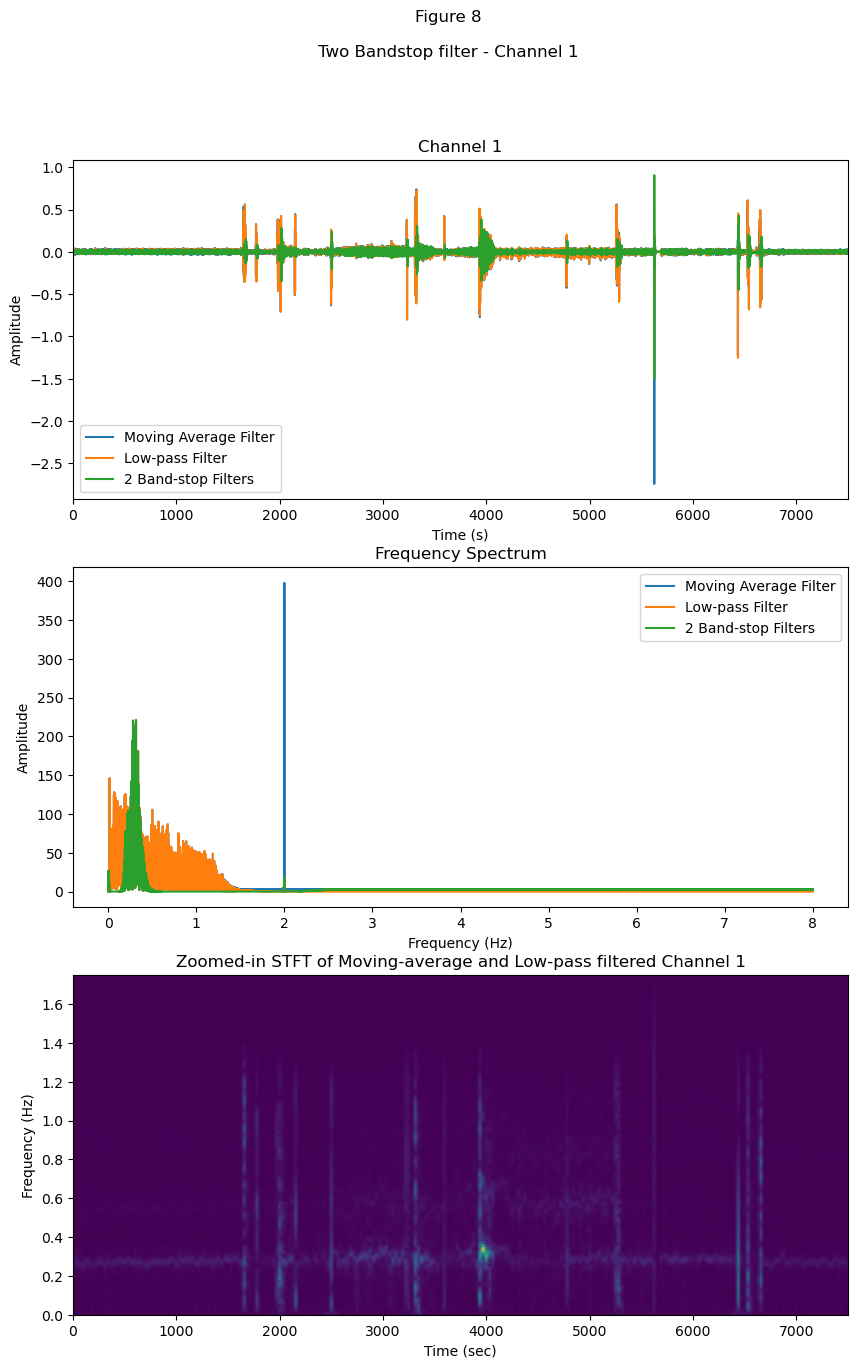 Figure 8
Two Bandstop filter - Channel 1
Channel 1
1.0
0.5
0.0
−0.5
−1.0
−1.5
−2.0
−2.5
Amplitude
Moving Average Filter
Low-pass Filter
2 Band-stop Filters
0 1000 2000 3000 4000 5000 6000 7000
Time (s)
Frequency Spectrum
400
350
300
250
200
150
100
50
0
Amplitude
Moving Average Filter
Low-pass Filter
2 Band-stop Filters
0 1 2 3 4 5 6 7 8
Frequency (Hz)
Zoomed-in STFT of Moving-average and Low-pass filtered Channel 1
1.6
1.4
1.2
1.0
0.8
0.6
0.4
0.2
0.0
Frequency (Hz)
0 1000 2000 3000 4000 5000 6000 7000
Time (sec)